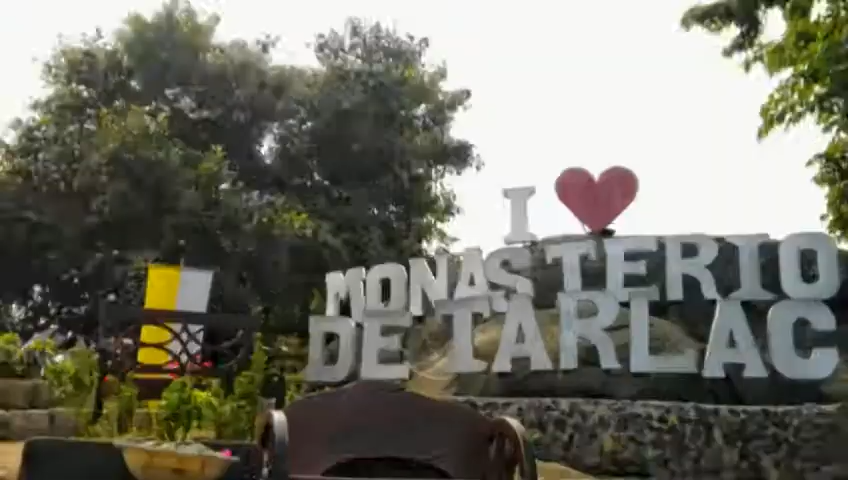 I ❤
MONASTERIO
DE TARLAC